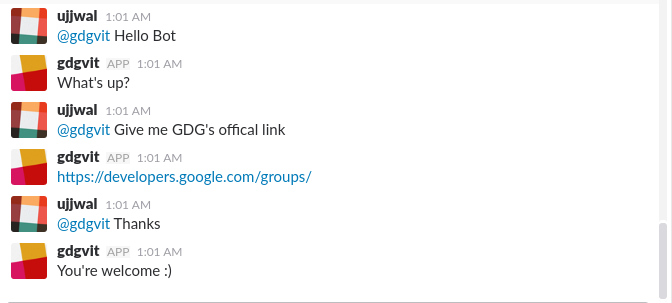 ujjwal 1:01 AM
@gdgvit Hello Bot
gdgvit APP 1:01 AM
What's up?
ujjwal 1:01 AM
@gdgvit Give me GDG's offical link
gdgvit APP 1:01 AM
https://developers.google.com/groups/
ujjwal 1:01 AM
@gdgvit Thanks
gdgvit APP 1:01 AM
You're welcome :)